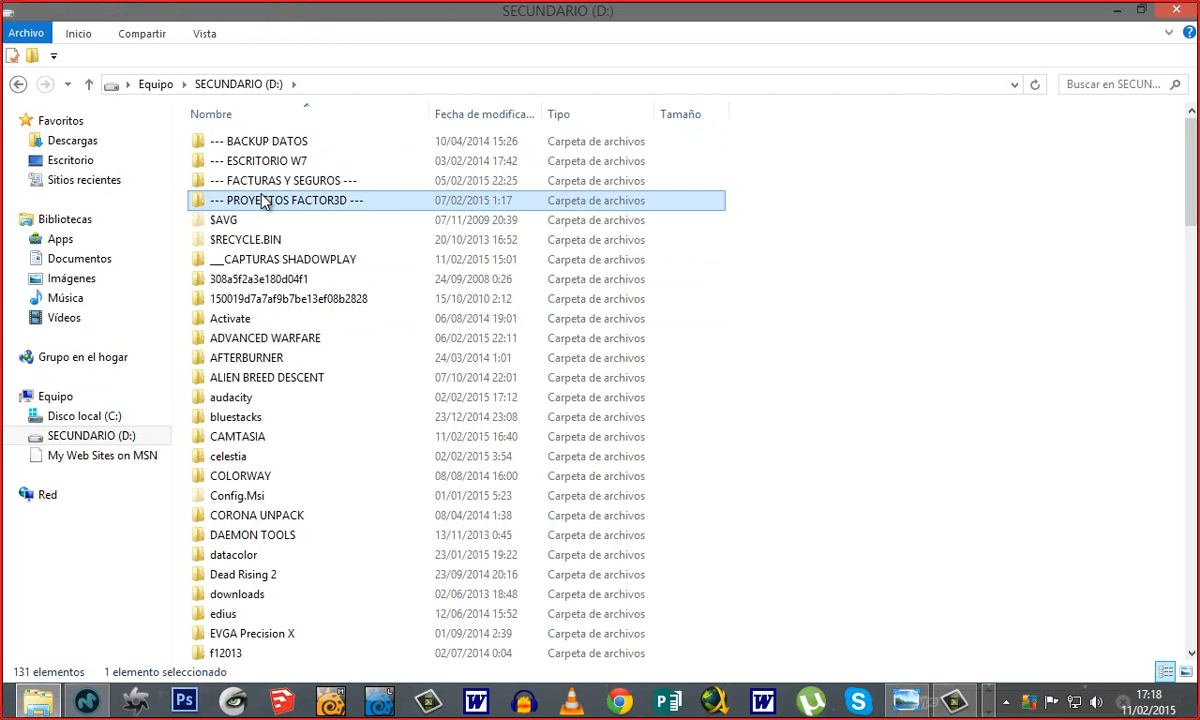 SECUNDARIO (D:)
Archivo Inicio Compartir Vista
Equipo SECUNDARIO (D:) Buscar en SECUN...
Nombre Fecha de modifica... Tipo Tamaño
Favoritos
Descargas
Escritorio
Sitios recientes
Bibliotecas
Apps
Documentos
Imágenes
Música
Vídeos
Grupo en el hogar
Equipo
Disco local (C:)
SECUNDARIO (D:)
My Web Sites on MSN
Red
--- BACKUP DATOS 10/04/2014 15:26 Carpeta de archivos
--- ESCRITORIO W7 03/02/2014 17:42 Carpeta de archivos
--- FACTURAS Y SEGUROS --- 05/02/2015 22:25 Carpeta de archivos
--- PROYECTOS FACTOR3D --- 07/02/2015 1:17 Carpeta de archivos
$AVG 07/11/2009 20:39 Carpeta de archivos
$RECYCLE.BIN 20/10/2013 16:52 Carpeta de archivos
___CAPTURAS SHADOWPLAY 11/02/2015 15:01 Carpeta de archivos
308a5f2a3e180d04f1 24/09/2008 0:26 Carpeta de archivos
150019d7a7af9b7be13ef08b2828 15/10/2010 2:12 Carpeta de archivos
Activate 06/08/2014 19:01 Carpeta de archivos
ADVANCED WARFARE 06/02/2015 22:11 Carpeta de archivos
AFTERBURNER 24/03/2014 1:01 Carpeta de archivos
ALIEN BREED DESCENT 07/10/2014 22:01 Carpeta de archivos
audacity 02/02/2015 17:12 Carpeta de archivos
bluestacks 23/12/2014 23:08 Carpeta de archivos
CAMTASIA 11/02/2015 16:40 Carpeta de archivos
celestia 02/02/2015 3:54 Carpeta de archivos
COLORWAY 08/08/2014 16:00 Carpeta de archivos
Config.Msi 01/01/2015 5:23 Carpeta de archivos
CORONA UNPACK 08/04/2014 1:38 Carpeta de archivos
DAEMON TOOLS 13/11/2013 0:45 Carpeta de archivos
datacolor 23/01/2015 19:22 Carpeta de archivos
Dead Rising 2 23/09/2014 20:16 Carpeta de archivos
downloads 02/06/2013 18:48 Carpeta de archivos
edius 12/06/2014 15:52 Carpeta de archivos
EVGA Precision X 01/09/2014 2:39 Carpeta de archivos
f12013 02/07/2014 0:04 Carpeta de archivos
131 elementos 1 elemento seleccionado
Ps
17:18
11/02/2015